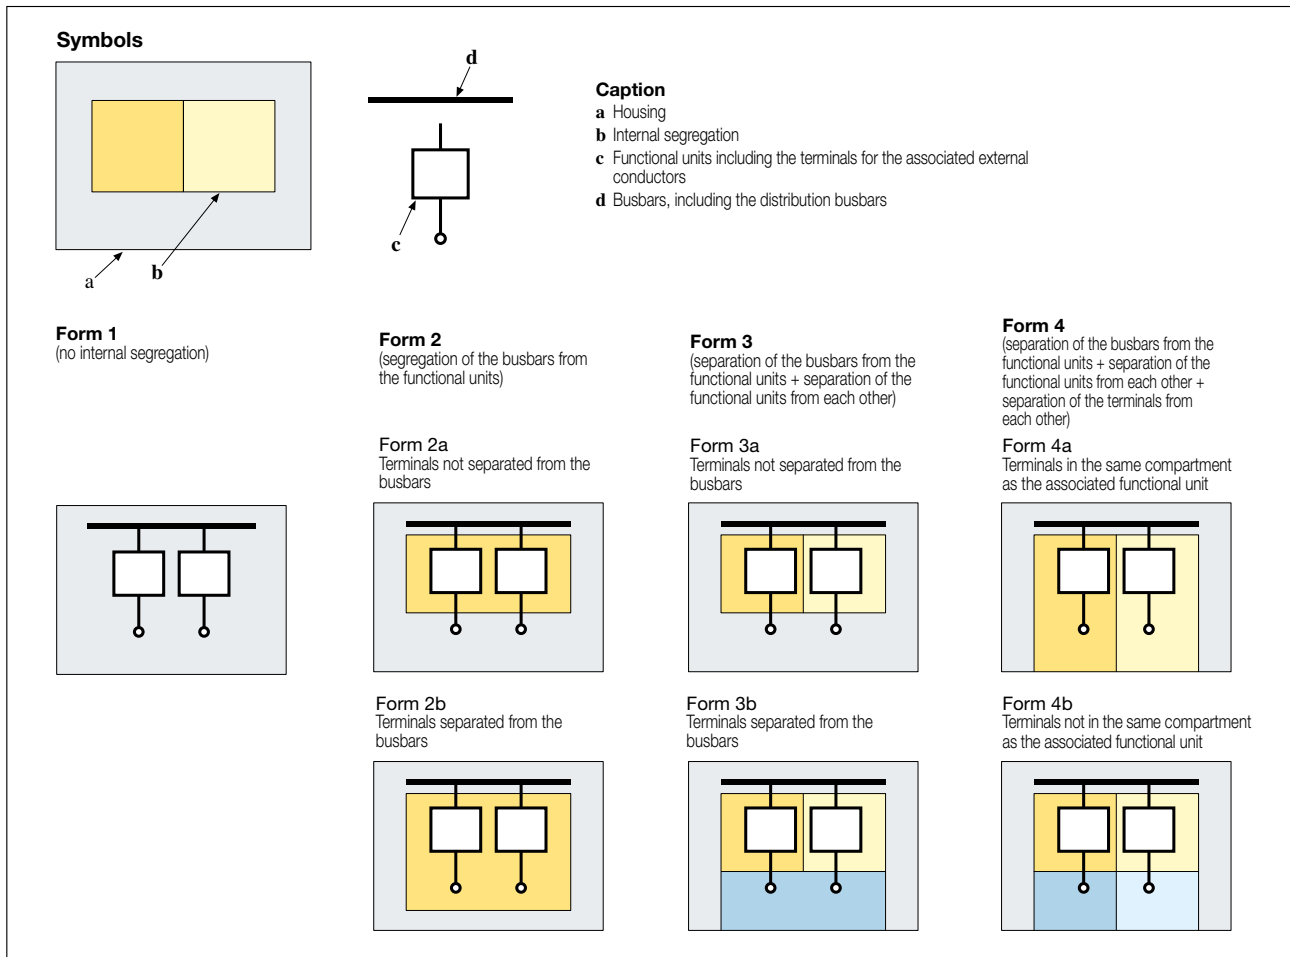 Symbols
d
a
b
c
Caption
a Housing
b Internal segregation
c Functional units including the terminals for the associated external
conductors
d Busbars, including the distribution busbars
Form 1
(no internal segregation)
Form 2
(segregation of the busbars from
the functional units)
Form 3
(separation of the busbars from the
functional units + separation of the
functional units from each other)
Form 4
(separation of the busbars from the
functional units + separation of the
functional units from each other +
separation of the terminals from
each other)
Form 2a
Terminals not separated from the
busbars
Form 3a
Terminals not separated from the
busbars
Form 4a
Terminals in the same compartment
as the associated functional unit
Form 2b
Terminals separated from the
busbars
Form 3b
Terminals separated from the
busbars
Form 4b
Terminals not in the same compartment
as the associated functional unit